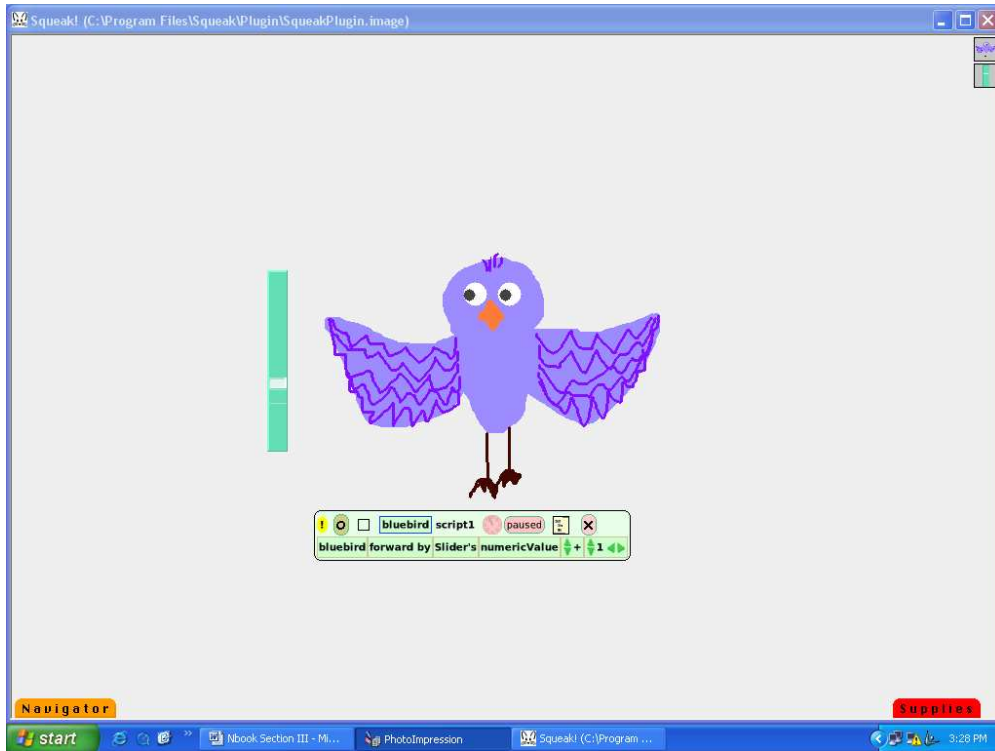 Squeak! (C:\Program Files\Squeak\Plugin\SqueakPlugin.image)
! bluebird script1 paused
bluebird forward by Slider's numericValue + 1
Navigator
Supplies
start Nbook Section III - Mi... PhotoImpression Squeak! (C:\Program ... 3:28 PM